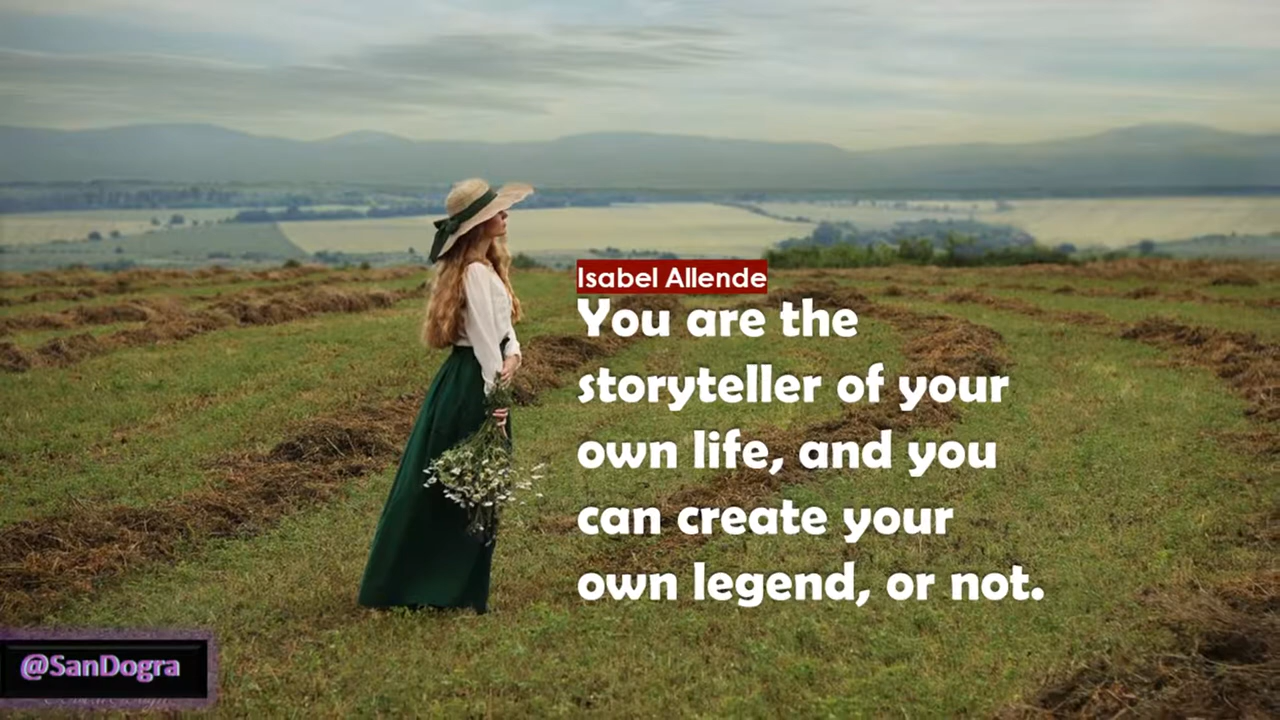 Isabel Allende
You are the
storyteller of your
own life, and you
can create your
own legend, or not.
@SanDogra